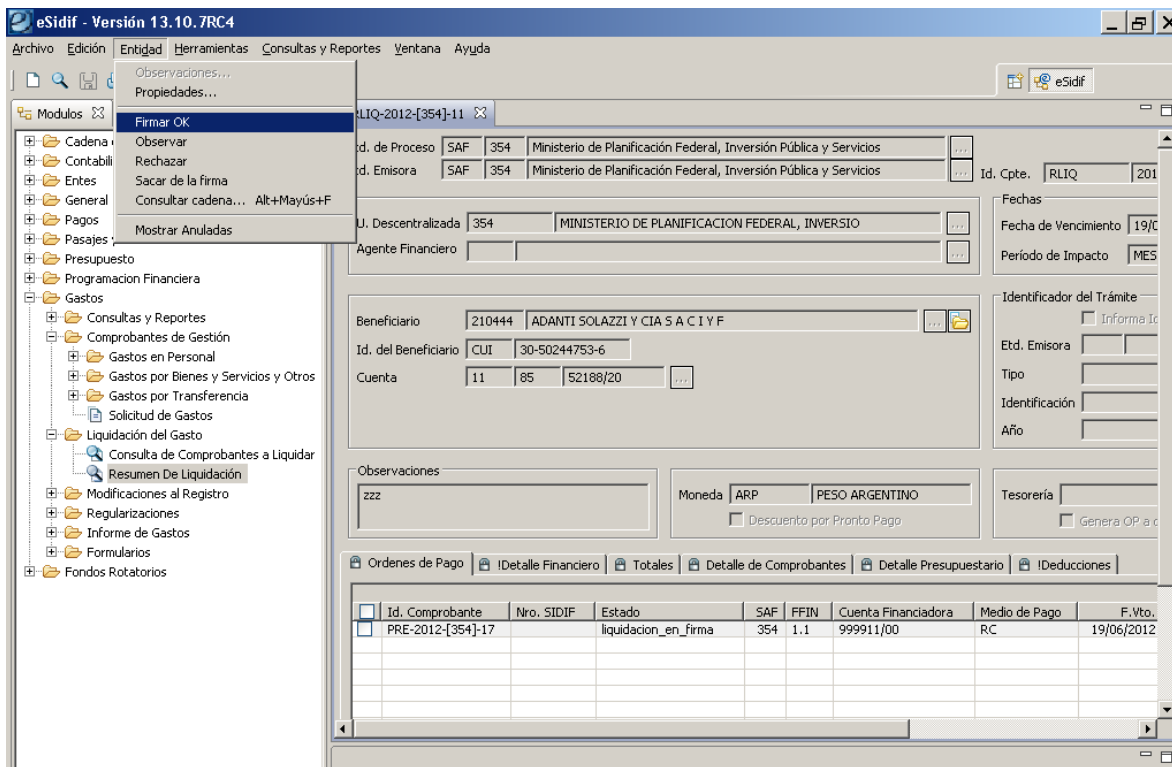 eSidif - Versión 13.10.7RC4
Archivo Edición Entidad Herramientas Consultas y Reportes Ventana Ayuda
Observaciones...
Propiedades...
Firmar OK
Observar
Rechazar
Sacar de la firma
Consultar cadena... Alt+Mayús+F
Mostrar Anuladas
eSidif
Modulos
Cadena
Contabili
Entes
General
Pagos
Pasajes
Presupuesto
Programacion Financiera
Gastos
Consultas y Reportes
Comprobantes de Gestión
Gastos en Personal
Gastos por Bienes y Servicios y Otros
Gastos por Transferencia
Solicitud de Gastos
Liquidación del Gasto
Consulta de Comprobantes a Liquidar
Resumen De Liquidación
Modificaciones al Registro
Regularizaciones
Informe de Gastos
Formularios
Fondos Rotatorios
RLIQ-2012-[354]-11
td. de Proceso SAF 354 Ministerio de Planificación Federal, Inversión Pública y Servicios ...
td. Emisora SAF 354 Ministerio de Planificación Federal, Inversión Pública y Servicios ...
Id. Cpte. RLIQ 201
U. Descentralizada 354 MINISTERIO DE PLANIFICACION FEDERAL, INVERSIO ...
Agente Financiero ...
Fechas
Fecha de Vencimiento 19/0
Período de Impacto MES
Beneficiario 210444 ADANTI SOLAZZI Y CIA S A C I Y F ...
Id. del Beneficiario CUI 30-50244753-6
Cuenta 11 85 52188/20 ...
Identificador del Trámite
Informa Id
Etd. Emisora
Tipo
Identificación
Año
Observaciones
zzz
Moneda ARP PESO ARGENTINO
Descuento por Pronto Pago
Tesorería
Genera OP a
Ordenes de Pago !Detalle Financiero Totales Detalle de Comprobantes Detalle Presupuestario !Deducciones
Id. Comprobante Nro. SIDIF Estado SAF FFIN Cuenta Financiadora Medio de Pago F.Vto.
PRE-2012-[354]-17 liquidacion_en_firma 354 1.1 999911/00 RC 19/06/2012